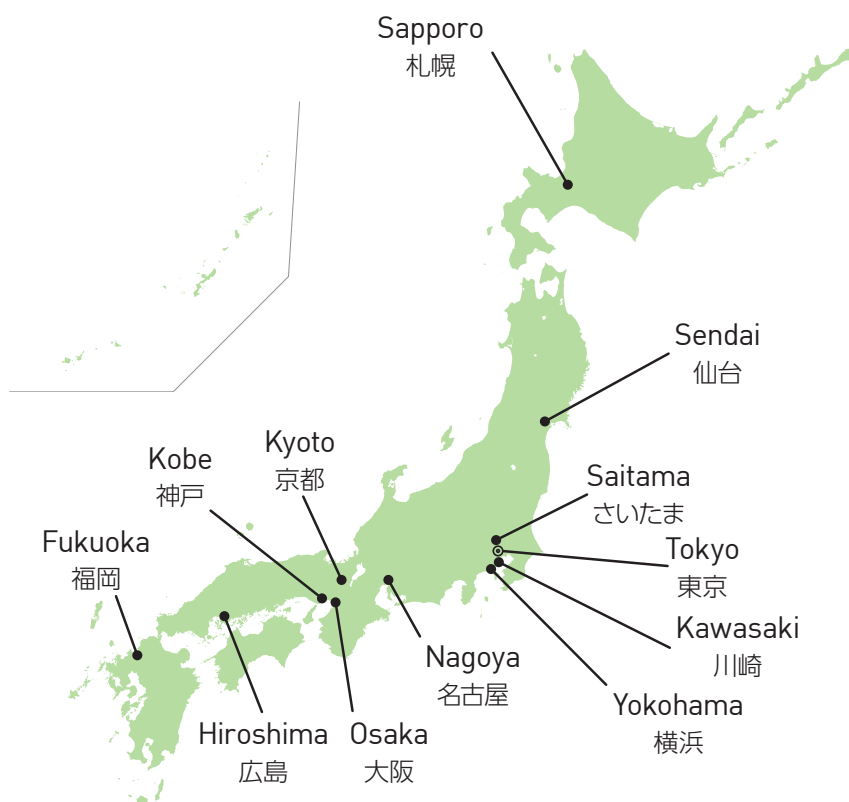 Sapporo
札幌
Sendai
仙台
Kyoto
京都
Kobe
神戸
Saitama
さいたま
Fukuoka
福岡
Tokyo
東京
Kawasaki
川崎
Nagoya
名古屋
Yokohama
横浜
Hiroshima
広島
Osaka
大阪